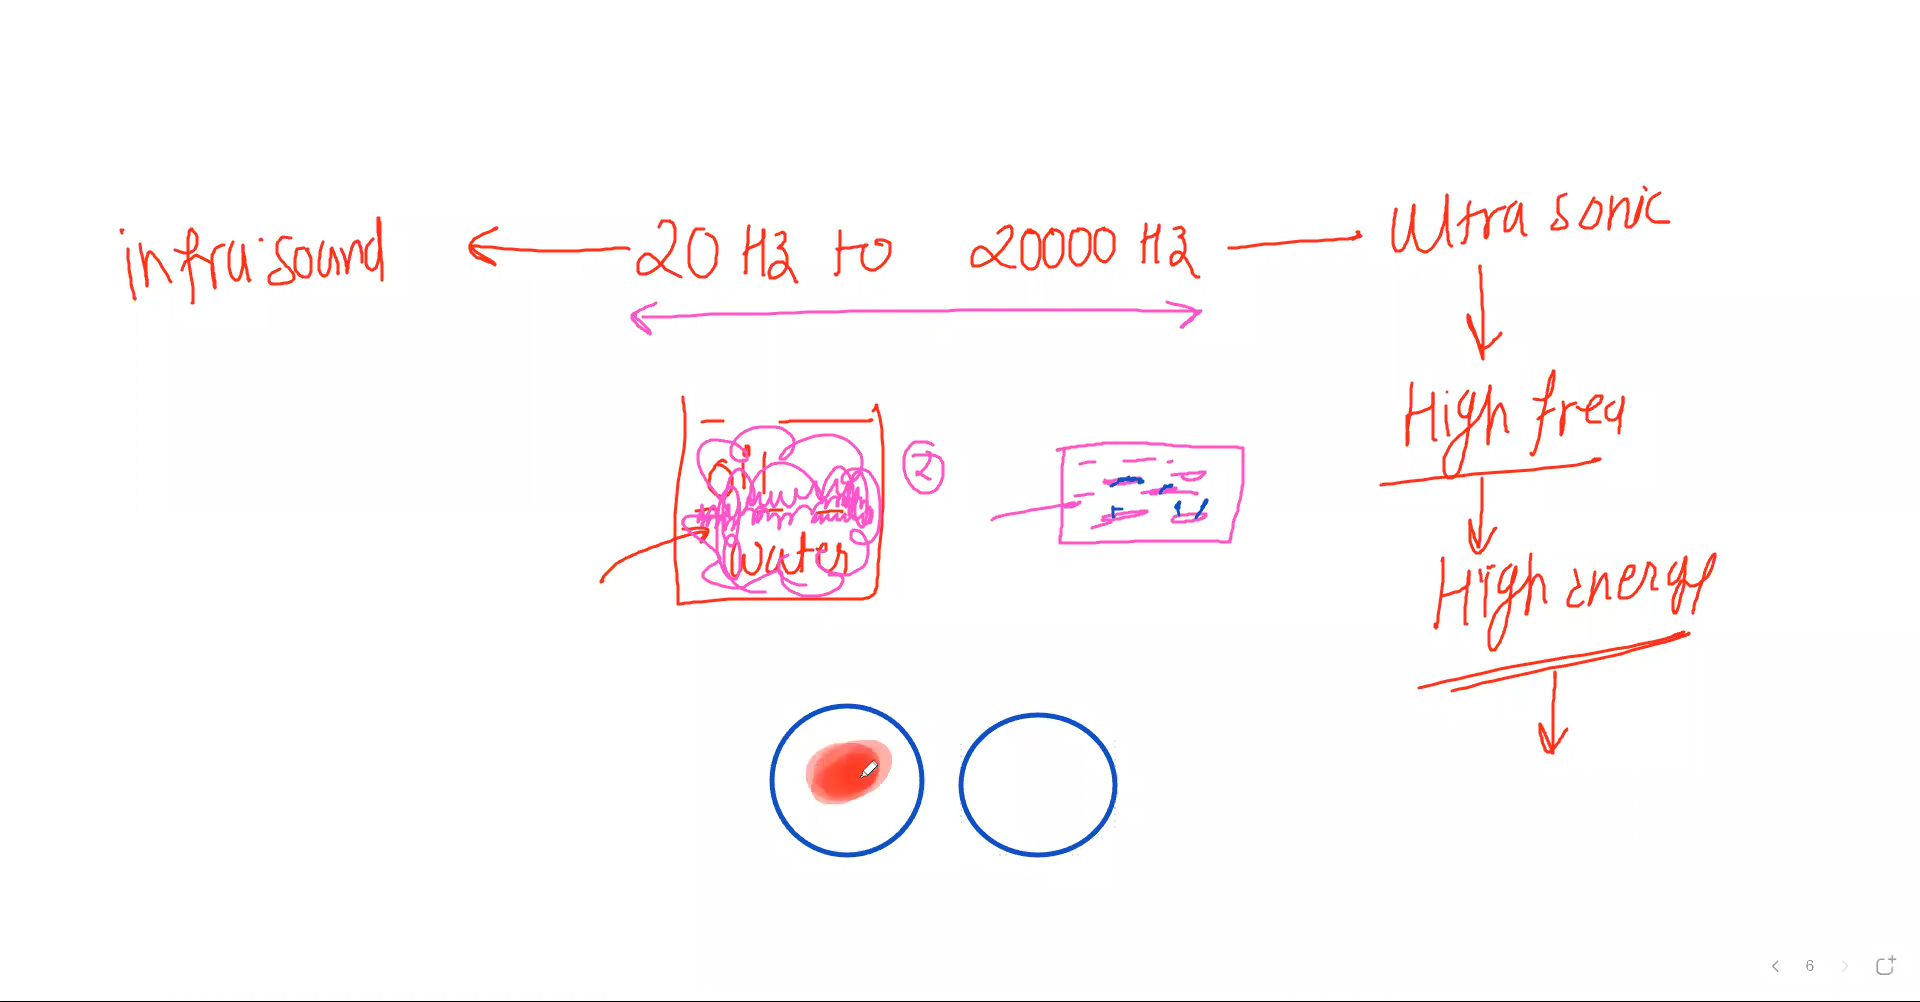 infrasound ← 20 Hz to 20000 Hz — Ultra sonic
High freq
High energy
oil
water
2
6